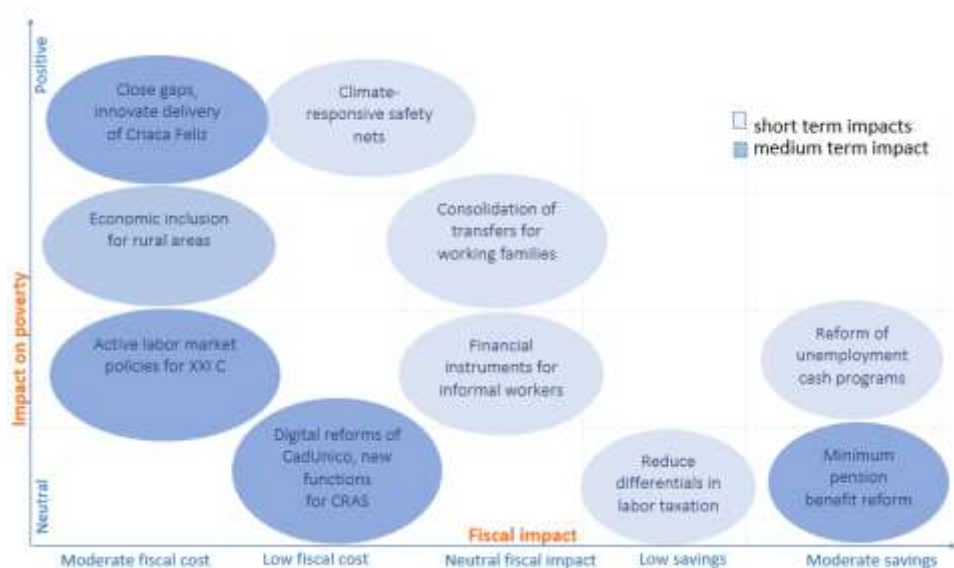 Positive
Close gaps,
innovate delivery
of Criaca Feliz
Climate-
responsive safety
nets
short term impacts
medium term impact
Economic inclusion
for rural areas
Consolidation of
transfers for
working families
Impact on poverty
Active labor market
policies for XXI C
Financial
instruments for
informal workers
Reform of
unemployment
cash programs
Digital reforms of
CadUnico, new
functions
for CRAS
Reduce
differentials in
labor taxation
Minimum
pension
benefit reform
Neutral
Fiscal impact
Moderate fiscal cost
Low fiscal cost
Neutral fiscal impact
Low savings
Moderate savings